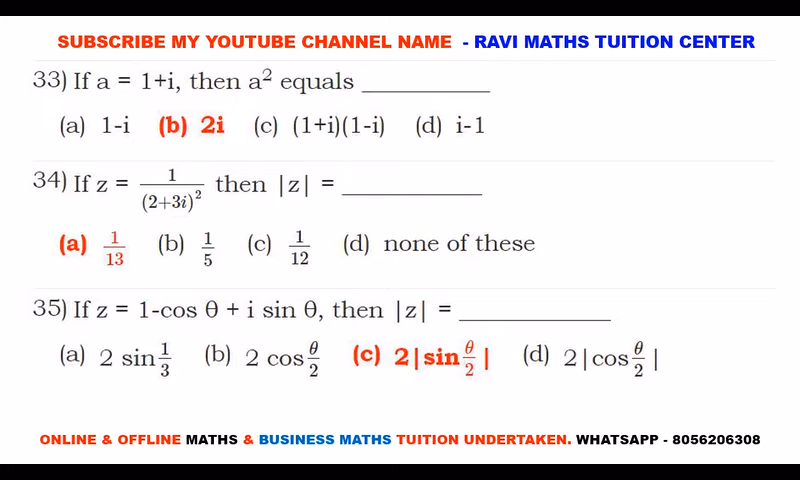 SUBSCRIBE MY YOUTUBE CHANNEL NAME - RAVI MATHS TUITION CENTER
33) If a = 1+i, then a² equals __________
(a) 1-i (b) 2i (c) (1+i)(1-i) (d) i-1
34) If z = 1/(2+3i)² then |z| = __________
(a) 1/13 (b) 1/5 (c) 1/12 (d) none of these
35) If z = 1-cos θ + i sin θ, then |z| = __________
(a) 2 sin 1/3 (b) 2 cos θ/2 (c) 2|sin θ/2| (d) 2|cos θ/2|
ONLINE & OFFLINE MATHS & BUSINESS MATHS TUITION UNDERTAKEN. WHATSAPP - 8056206308